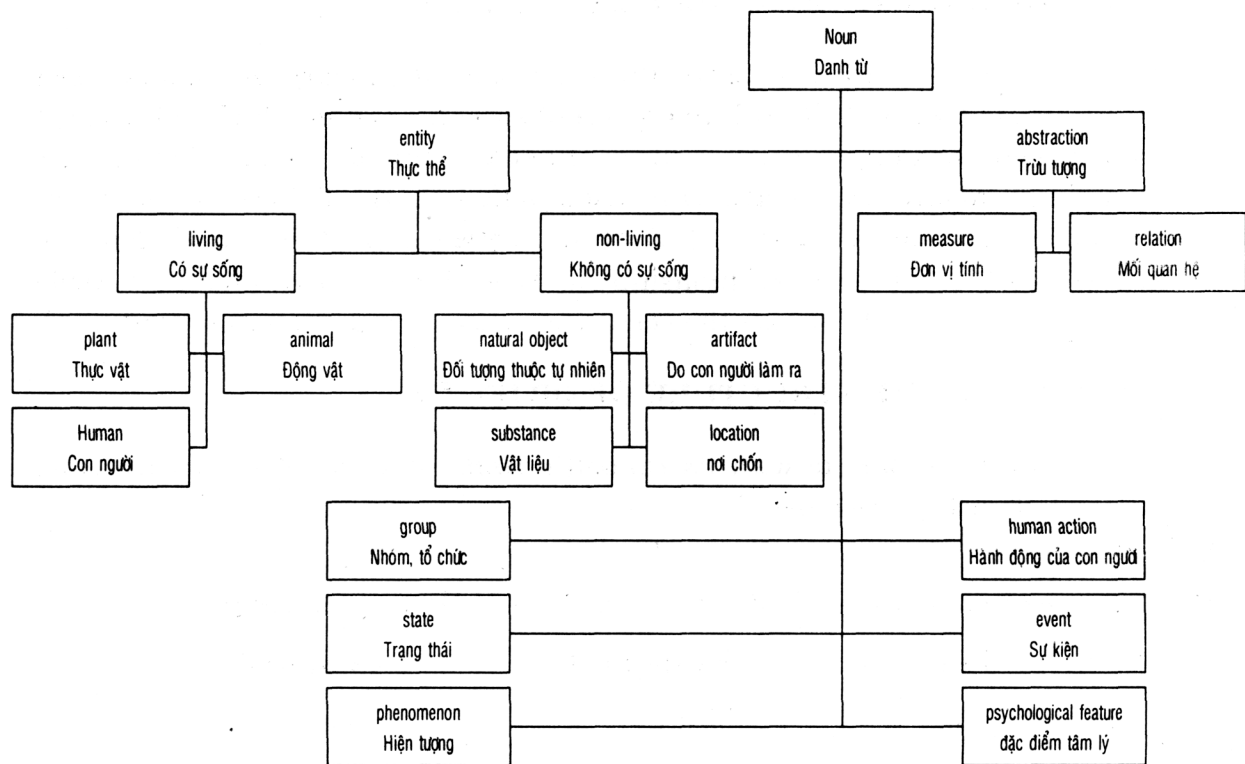 Noun
Danh từ
entity
Thực thể
abstraction
Trừu tượng
living
Có sự sống
non-living
Không có sự sống
measure
Đơn vị tính
relation
Mối quan hệ
plant
Thực vật
animal
Động vật
natural object
Đối tượng thuộc tự nhiên
artifact
Do con người làm ra
Human
Con người
substance
Vật liệu
location
nơi chốn
group
Nhóm, tổ chức
human action
Hành động của con người
state
Trạng thái
event
Sự kiện
phenomenon
Hiện tượng
psychological feature
đặc điểm tâm lý